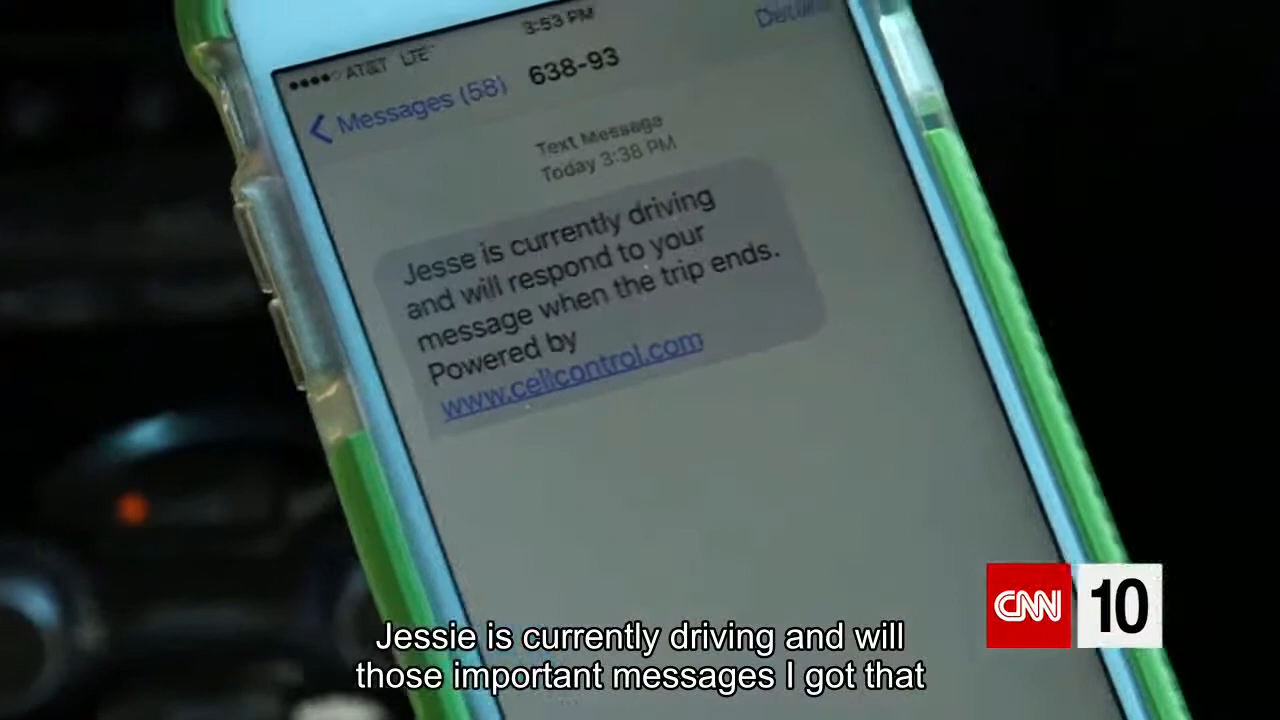 ●●●●○ AT&T LTE 3:53 PM
Messages (58) 638-93 Details
Text Message
Today 3:38 PM
Jesse is currently driving
and will respond to your
message when the trip ends.
Powered by
www.cellcontrol.com
CNN 10
Jessie is currently driving and will
those important messages I got that